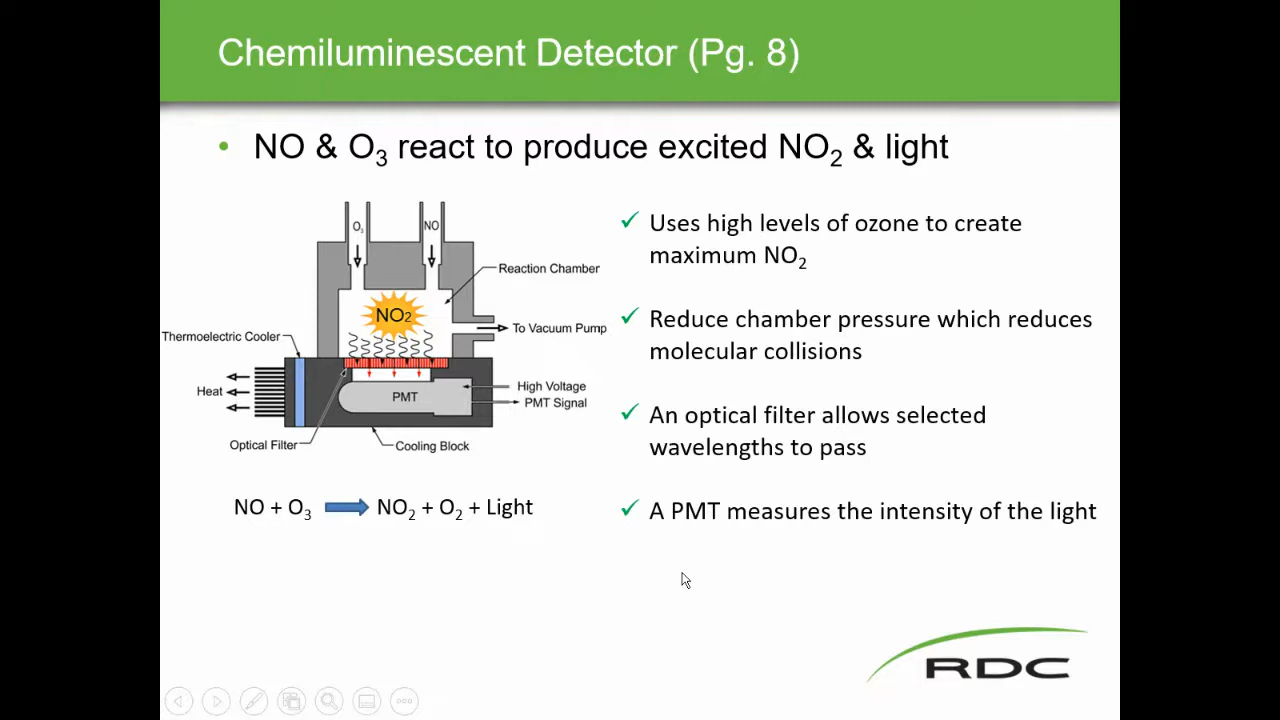 Chemiluminescent Detector (Pg. 8)
• NO & O₃ react to produce excited NO₂ & light
O₃
NO
Reaction Chamber
NO₂
To Vacuum Pump
Thermoelectric Cooler
Heat
PMT
High Voltage
PMT Signal
Optical Filter
Cooling Block
NO + O₃ NO₂ + O₂ + Light
✓ Uses high levels of ozone to create
maximum NO₂
✓ Reduce chamber pressure which reduces
molecular collisions
✓ An optical filter allows selected
wavelengths to pass
✓ A PMT measures the intensity of the light
RDC